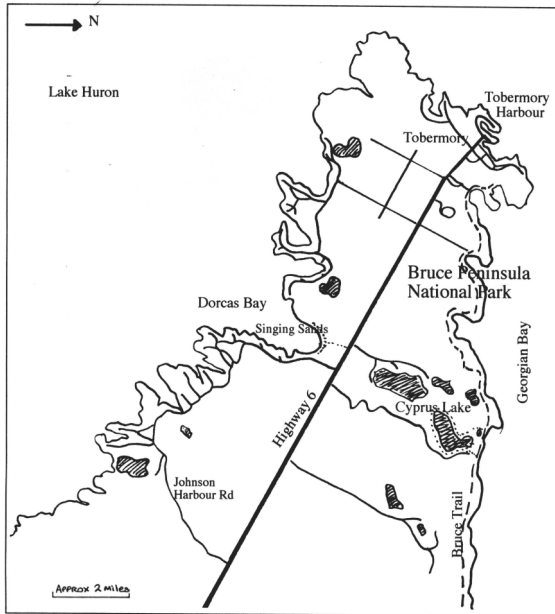 N
Lake Huron
Tobermory
Harbour
Tobermory
Bruce Peninsula
National Park
Dorcas Bay
Singing Sands
Georgian Bay
Highway 6
Cyprus Lake
Johnson
Harbour Rd
Bruce Trail
APPROX 2 MILES